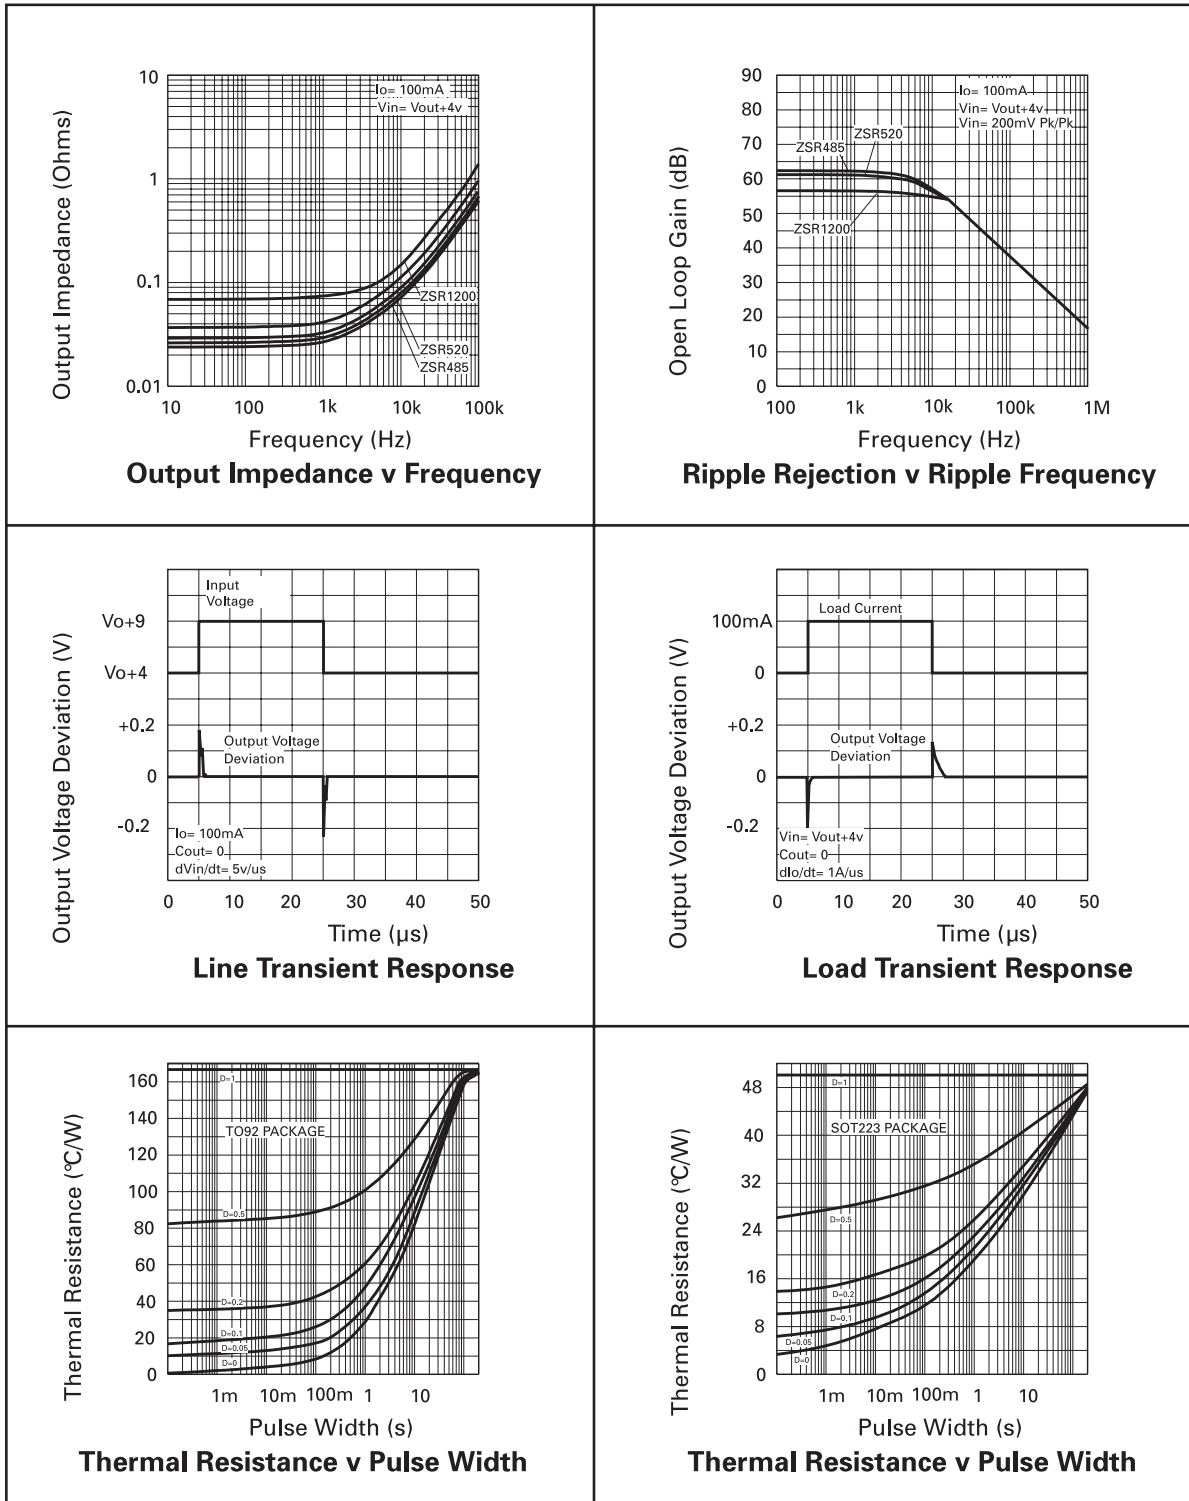 10
1
0.1
0.01
Output Impedance (Ohms)
Io= 100mA
Vin= Vout+4v
ZSR1200
ZSR520
ZSR485
10 100 1k 10k 100k
Frequency (Hz)
Output Impedance v Frequency
90
80
70
60
50
40
30
20
10
0
Open Loop Gain (dB)
Io= 100mA
Vin= Vout+4v
Vin= 200mV Pk/Pk
ZSR520
ZSR485
ZSR1200
100 1k 10k 100k 1M
Frequency (Hz)
Ripple Rejection v Ripple Frequency
Output Voltage Deviation (V)
Input
Voltage
Vo+9
Vo+4
+0.2
Output Voltage
Deviation
0
-0.2
Io= 100mA
Cout= 0
dVin/dt= 5v/us
0 10 20 30 40 50
Time (µs)
Line Transient Response
Output Voltage Deviation (V)
Load Current
100mA
0
+0.2
Output Voltage
Deviation
0
-0.2
Vin= Vout+4v
Cout= 0
dIo/dt= 1A/us
0 10 20 30 40 50
Time (µs)
Load Transient Response
Thermal Resistance (°C/W)
160
140
120
100
80
60
40
20
0
D=1
TO92 PACKAGE
D=0.5
D=0.2
D=0.1
D=0.05
D=0
1m 10m 100m 1 10
Pulse Width (s)
Thermal Resistance v Pulse Width
Thermal Resistance (°C/W)
48
40
32
24
16
8
0
D=1
SOT223 PACKAGE
D=0.5
D=0.2
D=0.1
D=0.05
D=0
1m 10m 100m 1 10
Pulse Width (s)
Thermal Resistance v Pulse Width